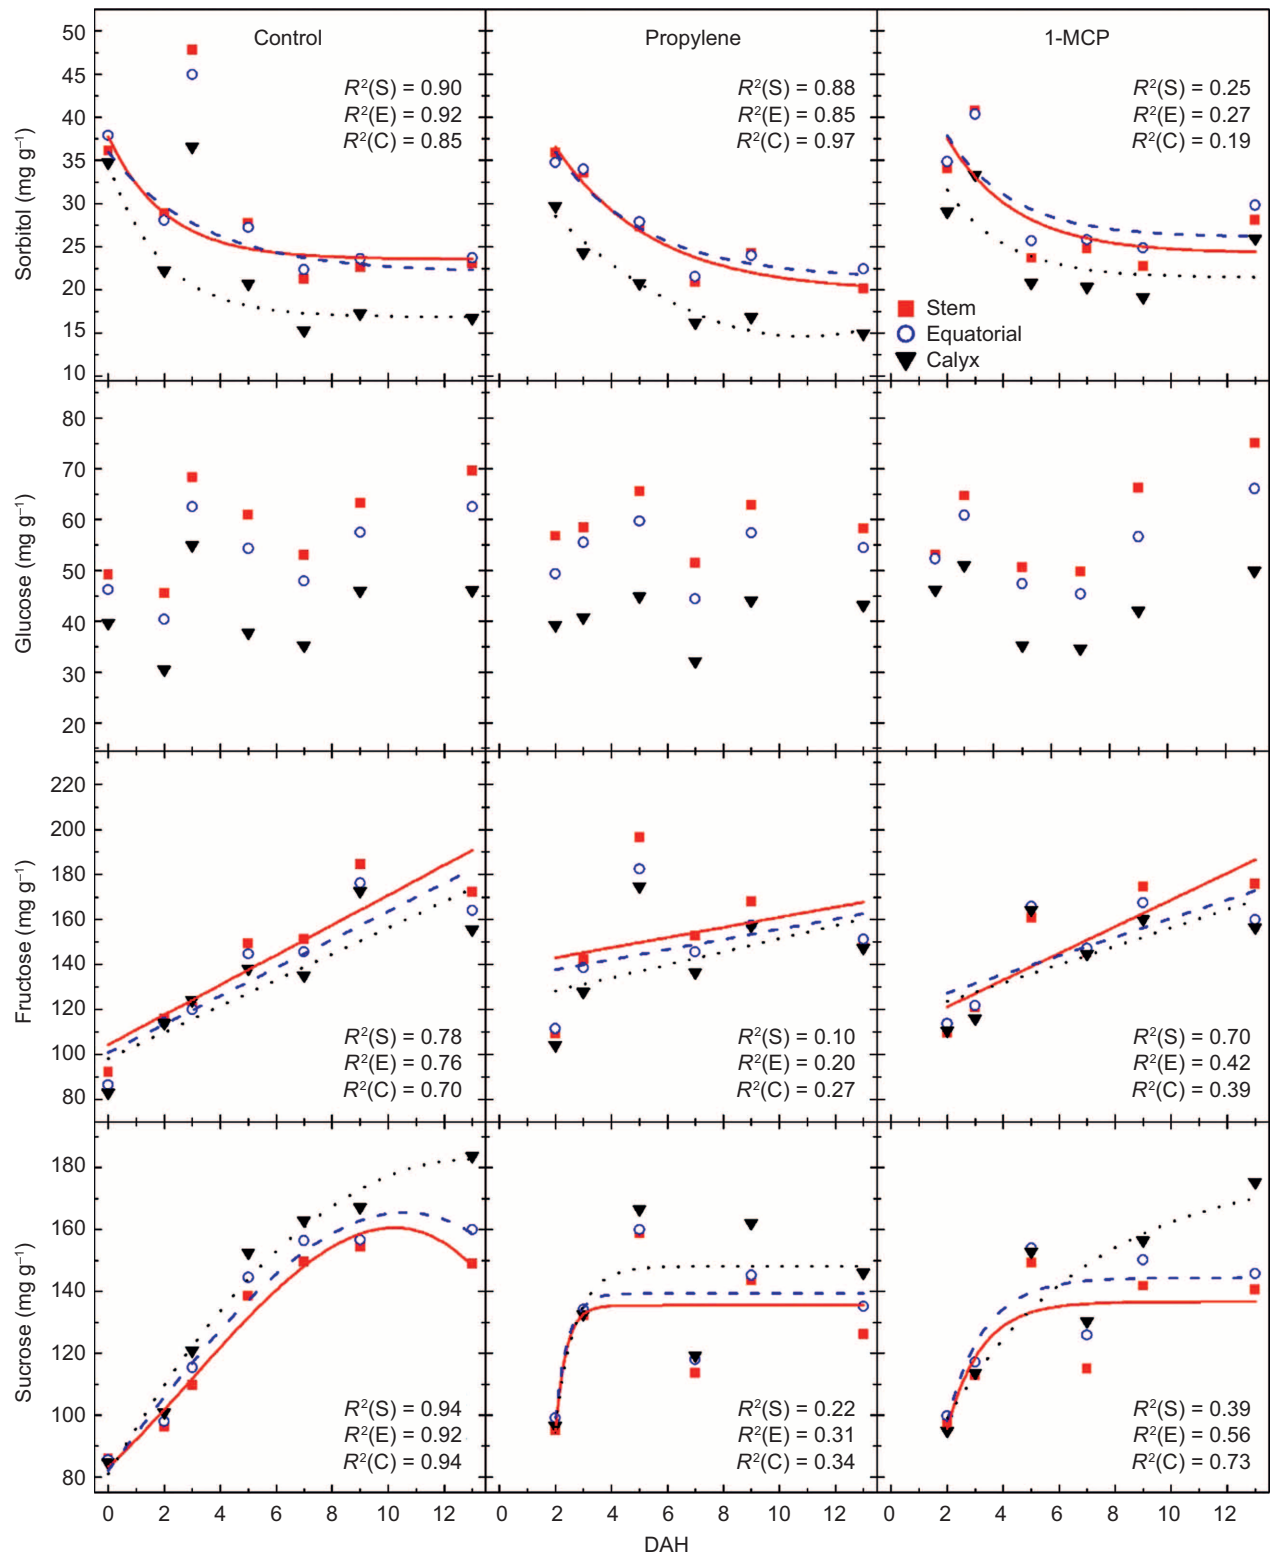 Control
Propylene
1-MCP
Sorbitol (mg g⁻¹)
50
45
40
35
30
25
20
15
10
R²(S) = 0.90
R²(E) = 0.92
R²(C) = 0.85
R²(S) = 0.88
R²(E) = 0.85
R²(C) = 0.97
R²(S) = 0.25
R²(E) = 0.27
R²(C) = 0.19
Stem
Equatorial
Calyx
Glucose (mg g⁻¹)
80
70
60
50
40
30
20
Fructose (mg g⁻¹)
220
200
180
160
140
120
100
80
R²(S) = 0.78
R²(E) = 0.76
R²(C) = 0.70
R²(S) = 0.10
R²(E) = 0.20
R²(C) = 0.27
R²(S) = 0.70
R²(E) = 0.42
R²(C) = 0.39
Sucrose (mg g⁻¹)
180
160
140
120
100
80
R²(S) = 0.94
R²(E) = 0.92
R²(C) = 0.94
R²(S) = 0.22
R²(E) = 0.31
R²(C) = 0.34
R²(S) = 0.39
R²(E) = 0.56
R²(C) = 0.73
0 2 4 6 8 10 12
0 2 4 6 8 10 12
0 2 4 6 8 10 12
DAH